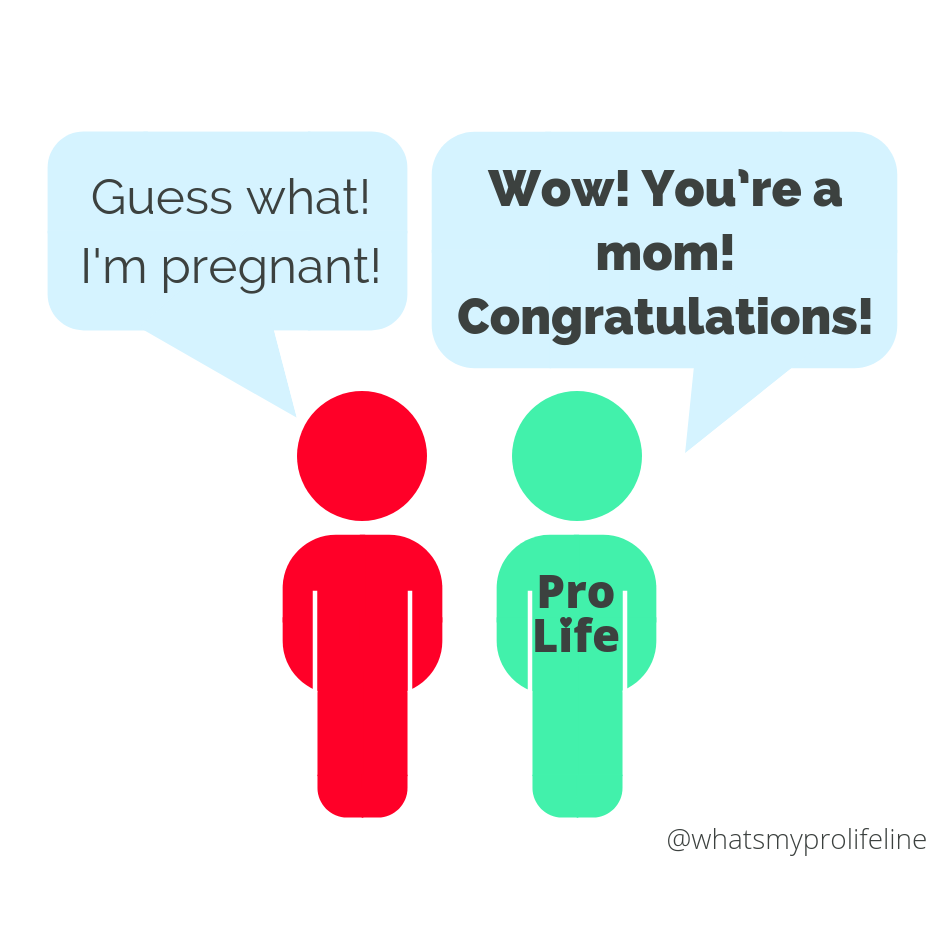 Guess what!
I'm pregnant!
Wow! You’re a
mom!
Congratulations!
Pro
Life
@whatsmyprolifeline